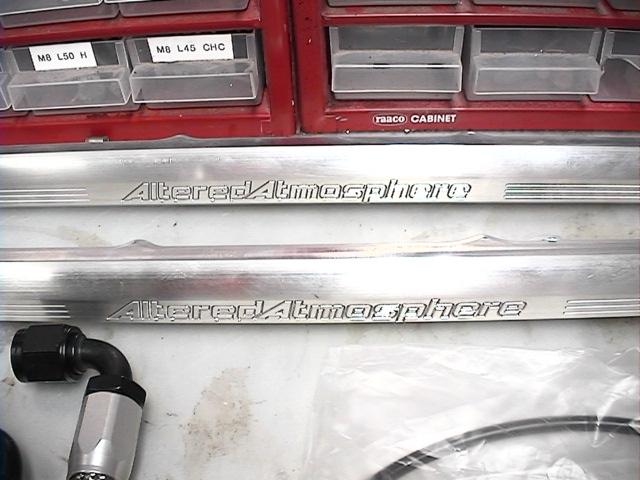 M8 L50 H
M8 L45 CHC
raaco CABINET
AlteredAtmosphere
AlteredAtmosphere